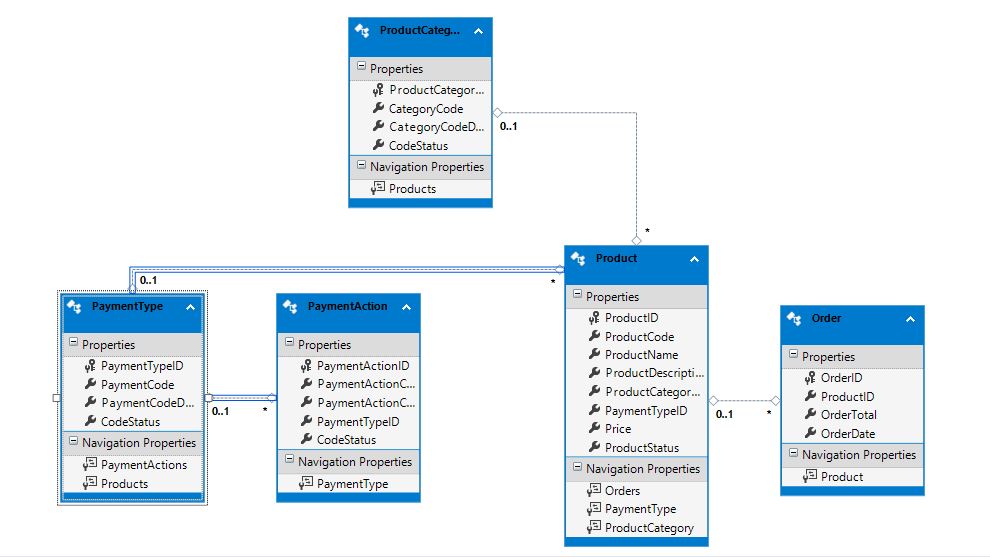 ProductCateg...
Properties
ProductCategor...
CategoryCode
CategoryCodeD...
CodeStatus
Navigation Properties
Products
0..1
*
0..1
*
PaymentType
Properties
PaymentTypeID
PaymentCode
PaymentCodeD...
CodeStatus
Navigation Properties
PaymentActions
Products
0..1
*
PaymentAction
Properties
PaymentActionID
PaymentActionC...
PaymentActionC...
PaymentTypeID
CodeStatus
Navigation Properties
PaymentType
Product
Properties
ProductID
ProductCode
ProductName
ProductDescripti...
ProductCategor...
PaymentTypeID
Price
ProductStatus
Navigation Properties
Orders
PaymentType
ProductCategory
0..1
*
Order
Properties
OrderID
ProductID
OrderTotal
OrderDate
Navigation Properties
Product